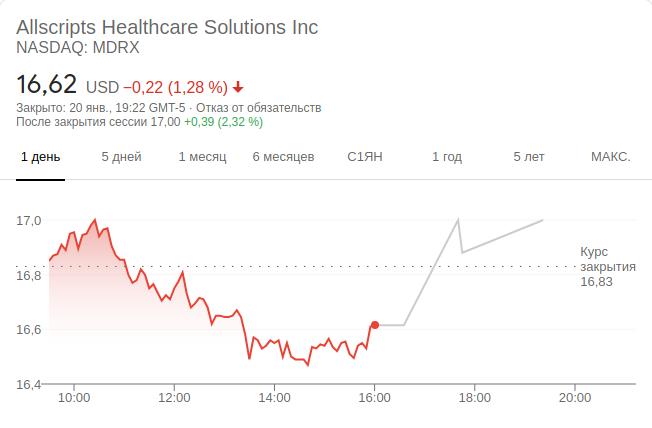 Allscripts Healthcare Solutions Inc
NASDAQ: MDRX
16,62 USD −0,22 (1,28 %)
Закрыто: 20 янв., 19:22 GMT-5 · Отказ от обязательств
После закрытия сессии 17,00 +0,39 (2,32 %)
1 день 5 дней 1 месяц 6 месяцев С1ЯН 1 год 5 лет МАКС.
17,0
Курс
закрытия
16,83
16,8
16,6
16,4
10:00 12:00 14:00 16:00 18:00 20:00